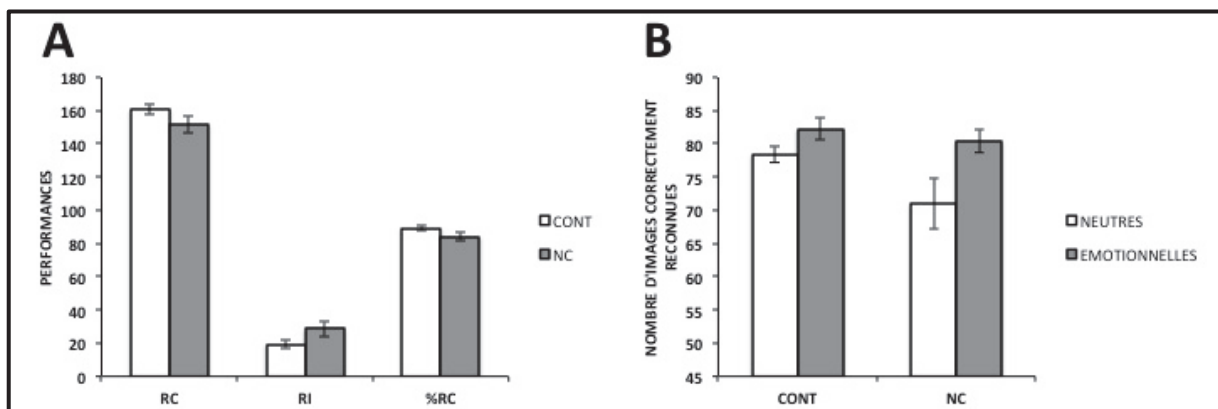 A
PERFORMANCES
180
160
140
120
100
80
60
40
20
0
RC
RI
%RC
CONT
NC
B
NOMBRE D'IMAGES CORRECTEMENT
RECONNUES
90
85
80
75
70
65
60
55
50
45
CONT
NC
NEUTRES
EMOTIONNELLES